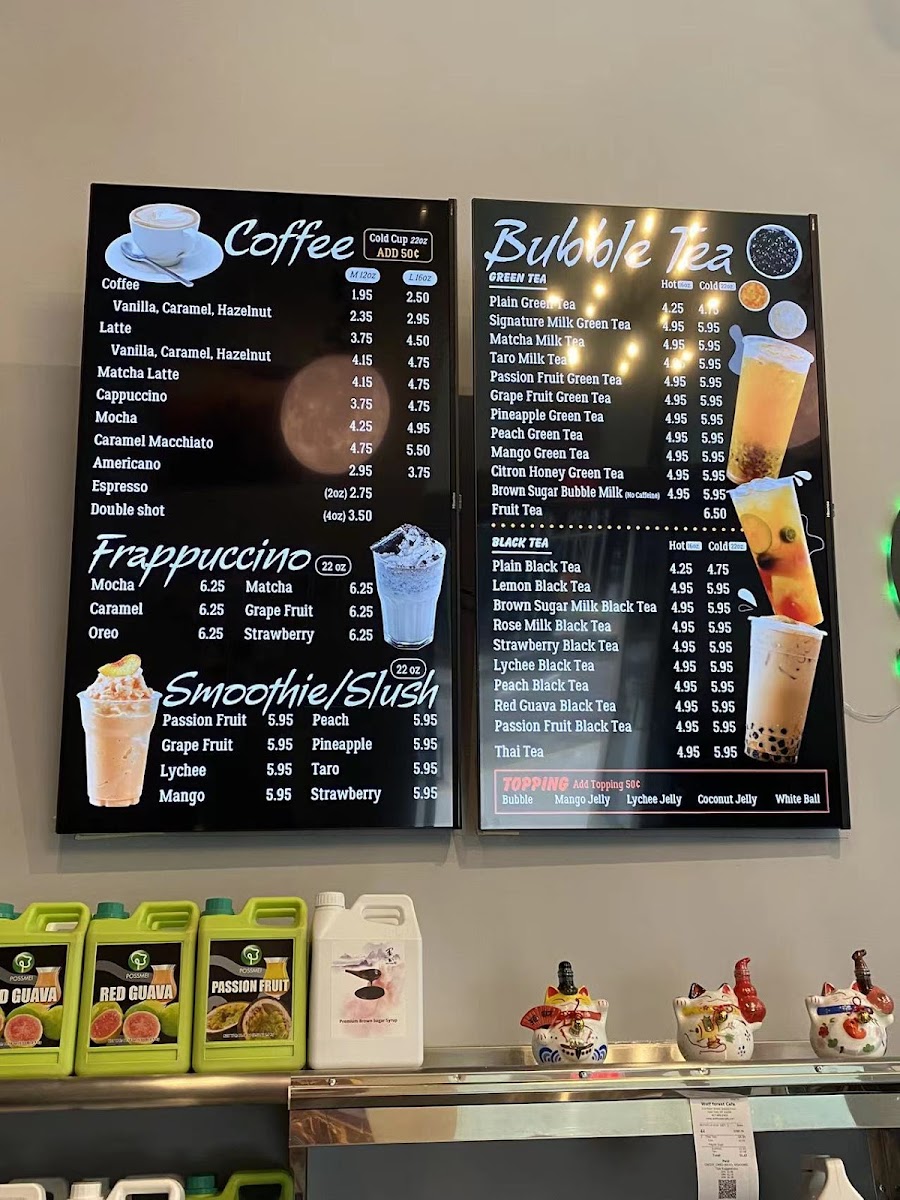 Coffee
Cold Cup 22oz
ADD 50¢
M 12oz L 16oz
Coffee 1.95 2.50
Vanilla, Caramel, Hazelnut 2.35 2.95
Latte 3.75 4.50
Vanilla, Caramel, Hazelnut 4.15 4.75
Matcha Latte 4.15 4.75
Cappuccino 3.75 4.75
Mocha 4.25 4.95
Caramel Macchiato 4.75 5.50
Americano 2.95 3.75
Espresso (2oz) 2.75
Double shot (4oz) 3.50
Frappuccino 22 oz
Mocha 6.25 Matcha 6.25
Caramel 6.25 Grape Fruit 6.25
Oreo 6.25 Strawberry 6.25
22 oz
Smoothie/Slush
Passion Fruit 5.95 Peach 5.95
Grape Fruit 5.95 Pineapple 5.95
Lychee 5.95 Taro 5.95
Mango 5.95 Strawberry 5.95
Bubble Tea
GREEN TEA
Hot 16oz Cold 22oz
Plain Green Tea 4.25 4.75
Signature Milk Green Tea 4.95 5.95
Matcha Milk Tea 4.95 5.95
Taro Milk Tea 4.95 5.95
Passion Fruit Green Tea 4.95 5.95
Grape Fruit Green Tea 4.95 5.95
Pineapple Green Tea 4.95 5.95
Peach Green Tea 4.95 5.95
Mango Green Tea 4.95 5.95
Citron Honey Green Tea 4.95 5.95
Brown Sugar Bubble Milk (No Caffeine) 4.95 5.95
Fruit Tea 6.50
BLACK TEA
Hot 16oz Cold 22oz
Plain Black Tea 4.25 4.75
Lemon Black Tea 4.95 5.95
Brown Sugar Milk Black Tea 4.95 5.95
Rose Milk Black Tea 4.95 5.95
Strawberry Black Tea 4.95 5.95
Lychee Black Tea 4.95 5.95
Peach Black Tea 4.95 5.95
Red Guava Black Tea 4.95 5.95
Passion Fruit Black Tea 4.95 5.95
Thai Tea 4.95 5.95
TOPPING Add Topping 50¢
Bubble Mango Jelly Lychee Jelly Coconut Jelly White Ball
POSSMEI
D GUAVA
POSSMEI
RED GUAVA
POSSMEI
PASSION FRUIT
Premium Brown Sugar Syrup
Wolf Forest Cafe